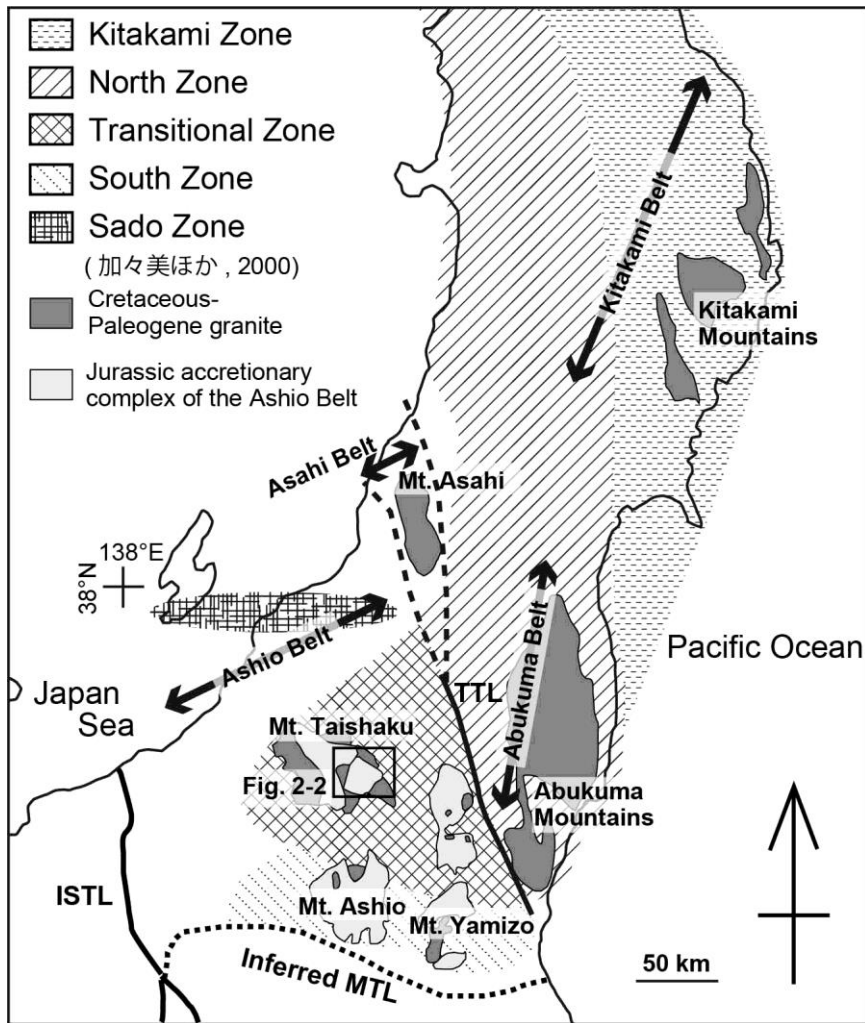 Kitakami Zone
North Zone
Transitional Zone
South Zone
Sado Zone
(加々美ほか , 2000)
Cretaceous-
Paleogene granite
Jurassic accretionary
complex of the Ashio Belt
Kitakami Belt
Kitakami
Mountains
Asahi Belt
Mt. Asahi
138°E
38°N
Ashio Belt
Abukuma Belt
Pacific Ocean
Japan
Sea
TTL
Mt. Taishaku
Fig. 2-2
Abukuma
Mountains
ISTL
Mt. Ashio
Mt. Yamizo
Inferred MTL
50 km